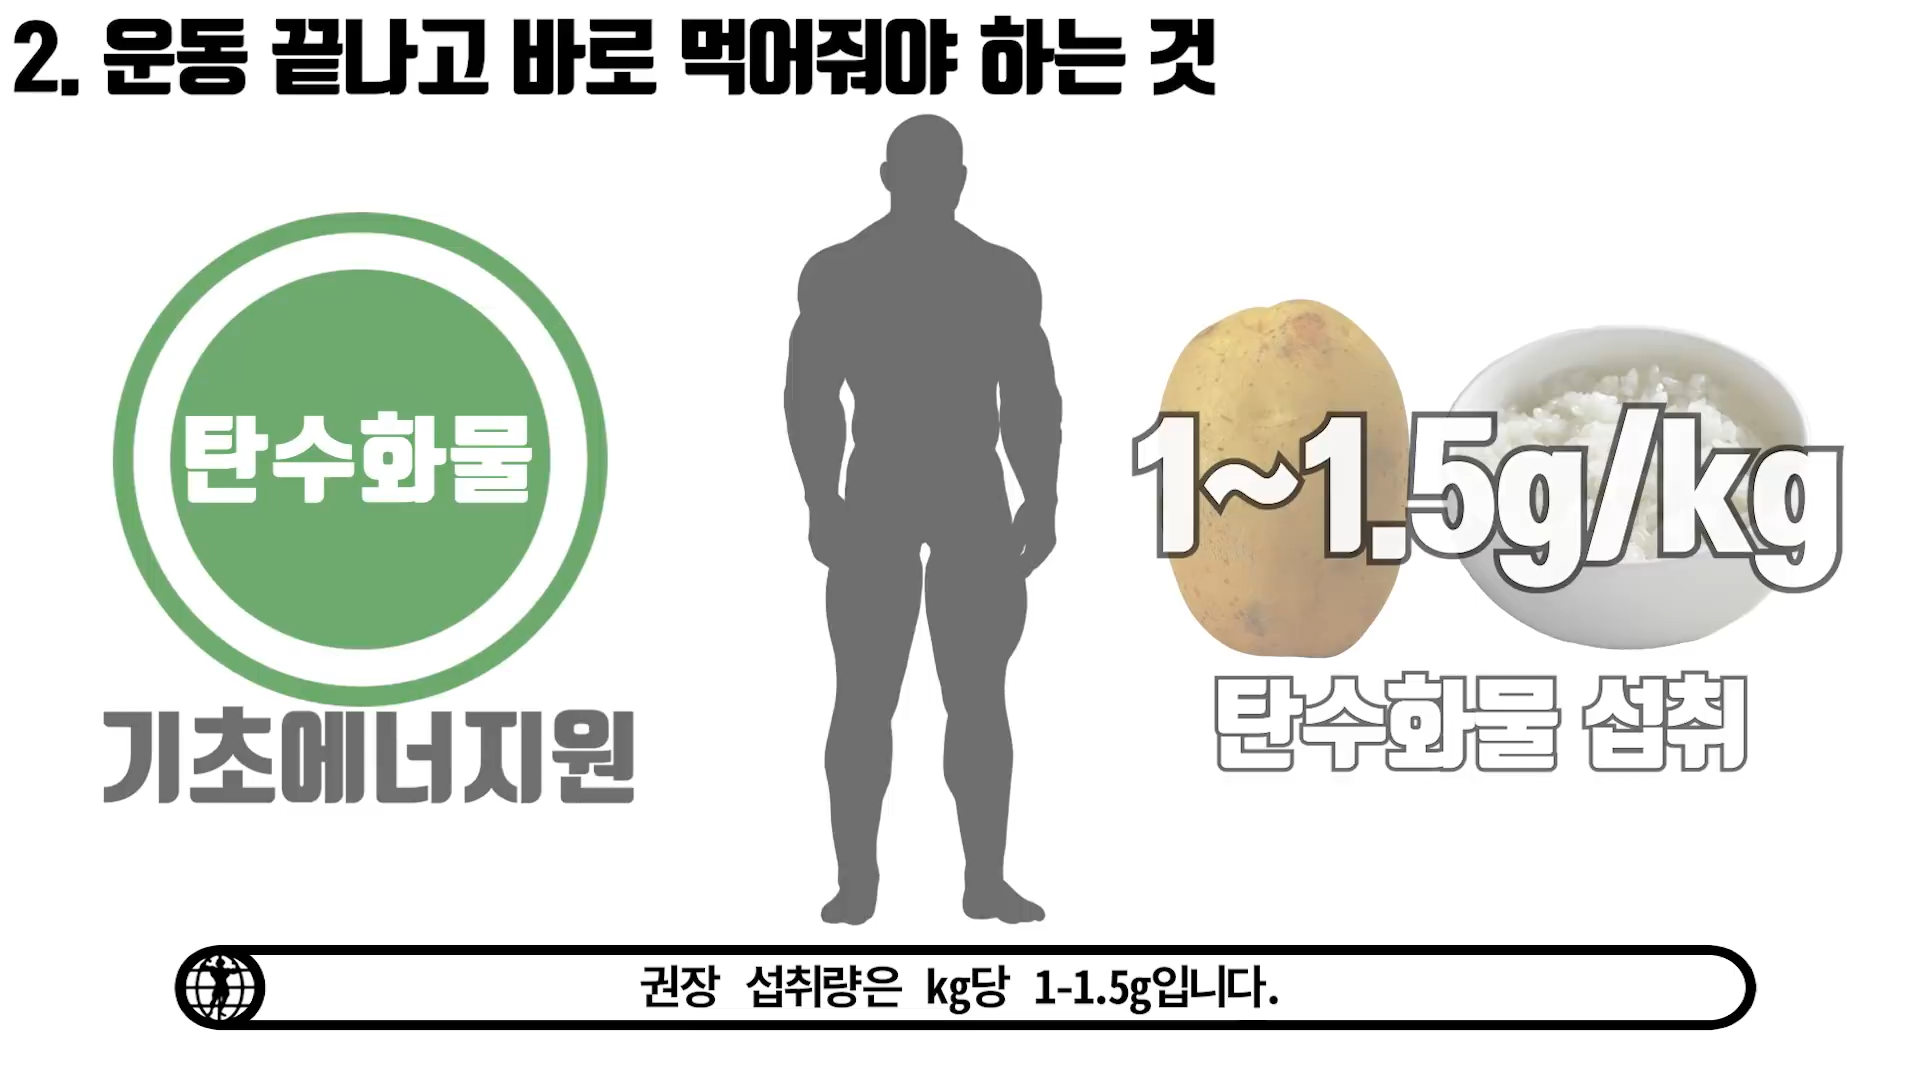 2. 운동 끝나고 바로 먹어줘야 하는 것
탄수화물
기초에너지원
1~1.5g/kg
탄수화물 섭취
권장 섭취량은 kg당 1-1.5g입니다.